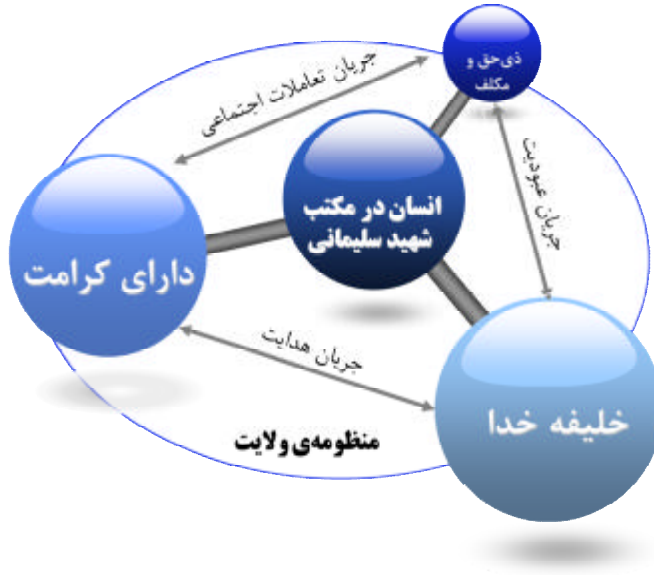 ذی‌حق و
مکلف
جریان تعاملات اجتماعی
انسان در مکتب
شهید سلیمانی
جریان عبودیت
دارای کرامت
جریان هدایت
خلیفه خدا
منظومه‌ی ولایت